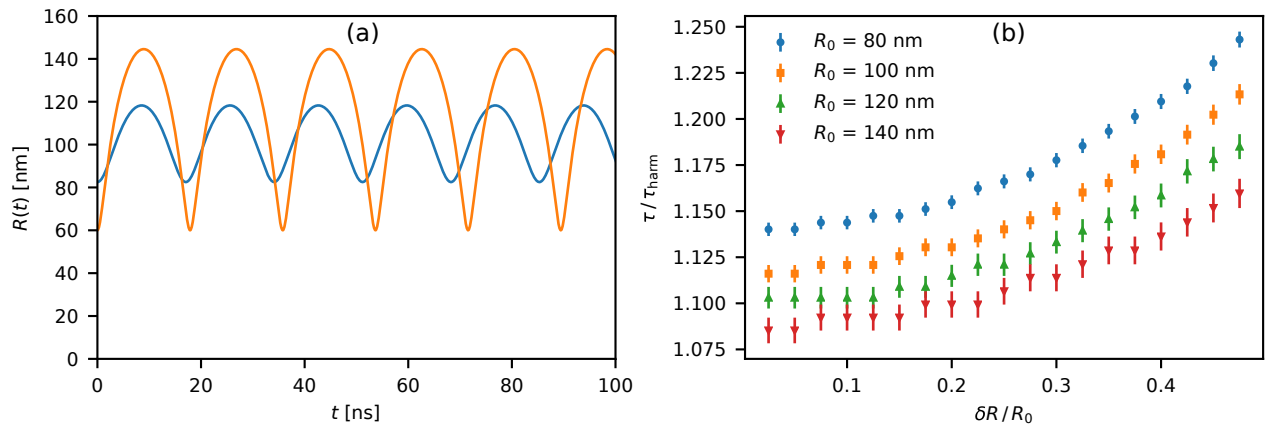 (a)
160
140
120
100
80
60
40
20
0
0 20 40 60 80 100
R(t) [nm]
t [ns]
(b)
R₀ = 80 nm
R₀ = 100 nm
R₀ = 120 nm
R₀ = 140 nm
1.250
1.225
1.200
1.175
1.150
1.125
1.100
1.075
0.1 0.2 0.3 0.4
τ / τharm
δR / R₀